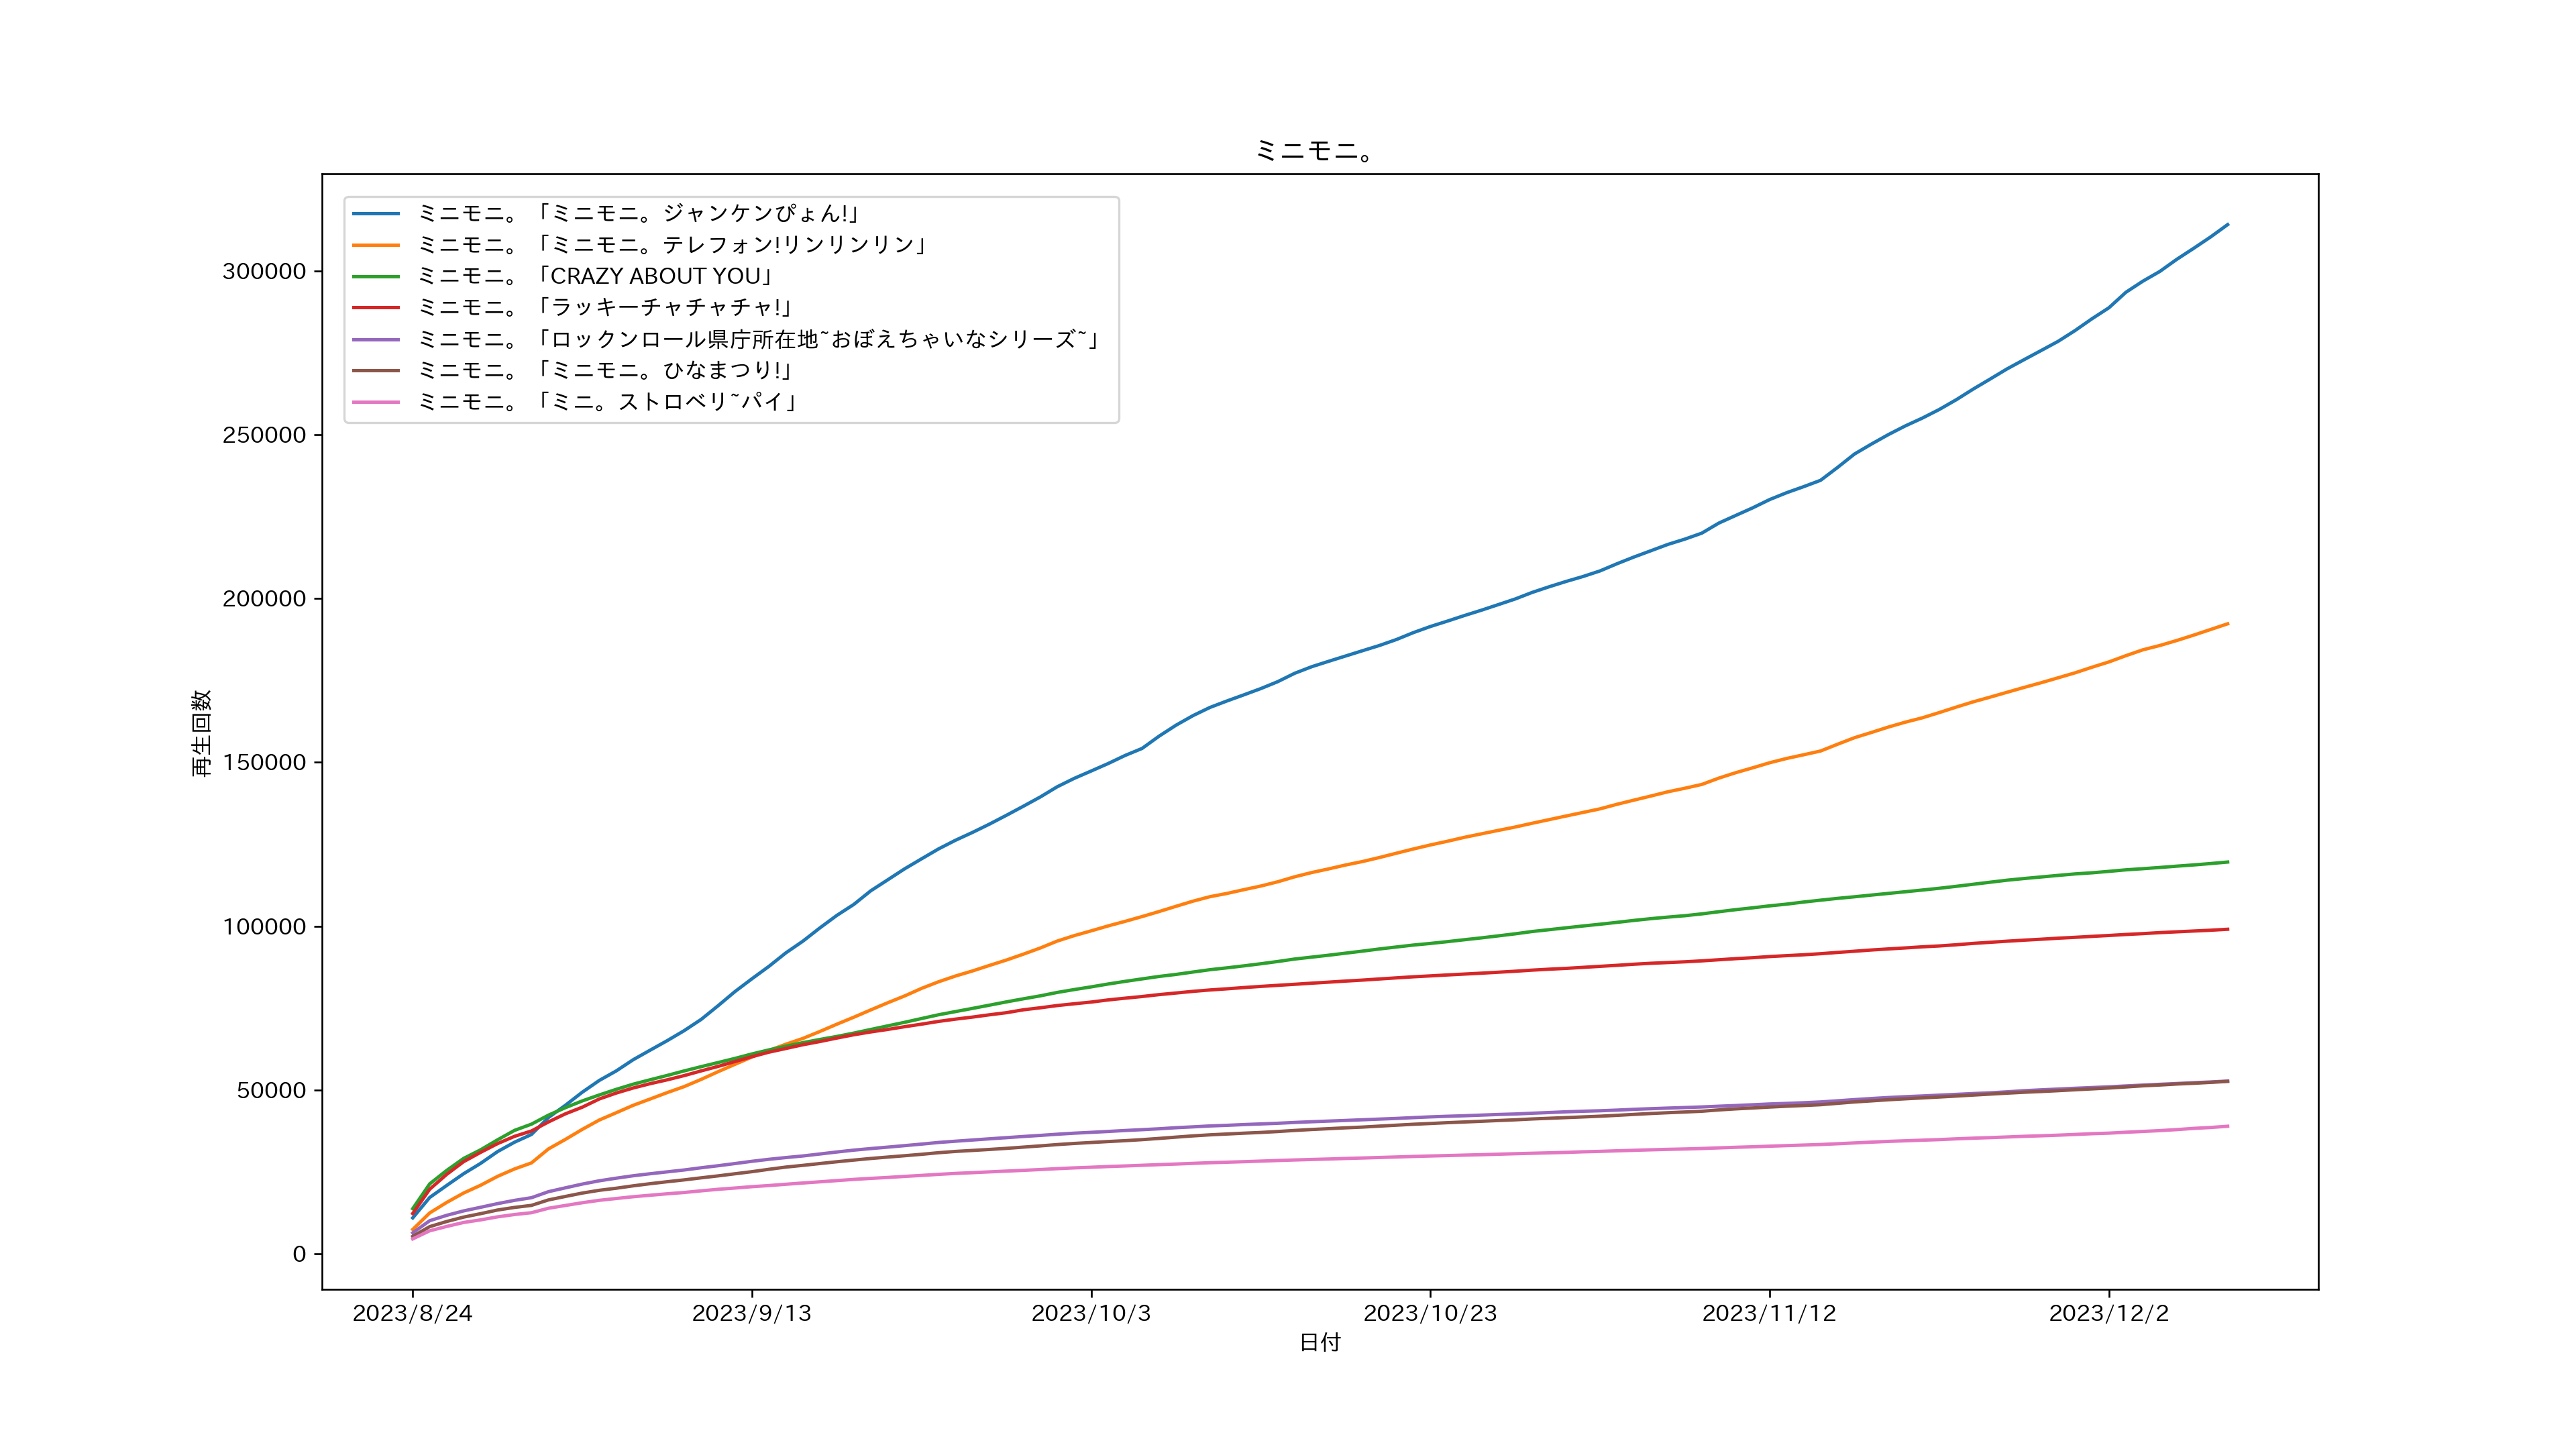 ミニモニ。
ミニモニ。「ミニモニ。ジャンケンぴょん!」
ミニモニ。「ミニモニ。テレフォン!リンリンリン」
ミニモニ。「CRAZY ABOUT YOU」
ミニモニ。「ラッキーチャチャチャ!」
ミニモニ。「ロックンロール県庁所在地~おぼえちゃいなシリーズ~」
ミニモニ。「ミニモニ。ひなまつり!」
ミニモニ。「ミニ。ストロベリ~パイ」
300000
250000
200000
150000
100000
50000
0
再生回数
2023/8/24
2023/9/13
2023/10/3
2023/10/23
2023/11/12
2023/12/2
日付